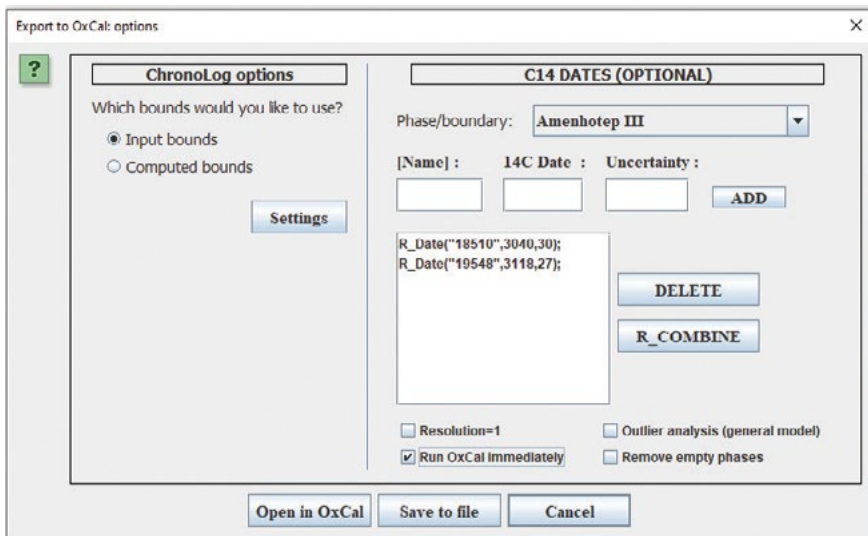 Export to OxCal: options
?
ChronoLog options
Which bounds would you like to use?
Input bounds
Computed bounds
Settings
C14 DATES (OPTIONAL)
Phase/boundary: Amenhotep III
[Name] : 14C Date : Uncertainty :
ADD
R_Date("18510",3040,30);
R_Date("19548",3118,27);
DELETE
R_COMBINE
Resolution=1 Outlier analysis (general model)
Run OxCal immediately Remove empty phases
Open in OxCal Save to file Cancel